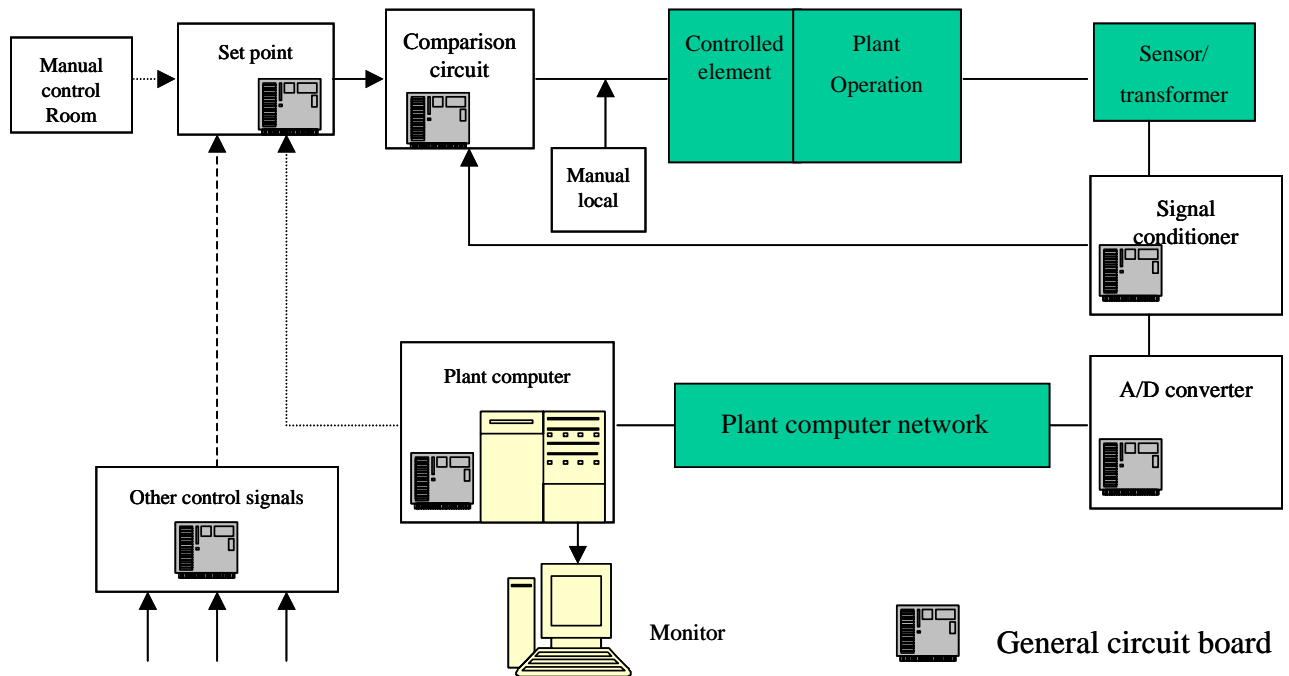 Manual
control
Room
Set point
Comparison
circuit
Controlled
element
Plant
Operation
Sensor/
transformer
Manual
local
Signal
conditioner
Plant computer
Plant computer network
A/D converter
Other control signals
Monitor
General circuit board